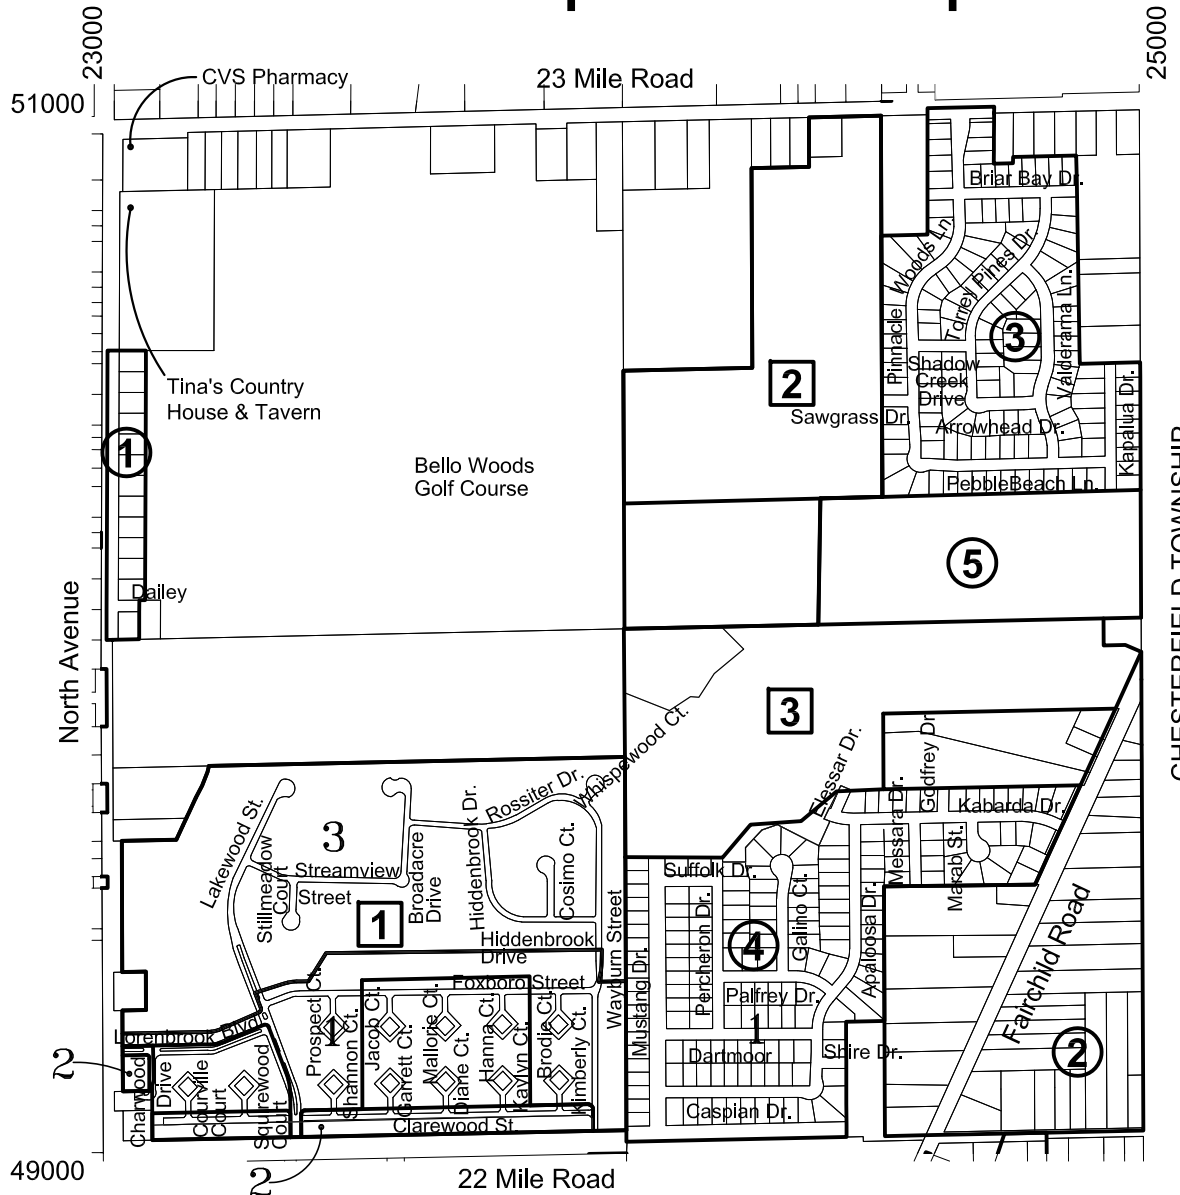 23000
25000
CVS Pharmacy
23 Mile Road
51000
Briar Bay Dr.
Woods Ln.
Torrey Pines Dr.
Valderama Ln.
3
Pinnacle
Tina's Country
House & Tavern
2
Shadow
Creek
Drive
Kapalua Dr.
Sawgrass Dr.
Arrowhead Dr.
1
Bello Woods
Golf Course
PebbleBeach Ln.
CHESTERFIELD TOWNSHIP
5
Dailey
North Avenue
3
Whispewood Ct.
Elessar Dr.
Godfrey Dr
Rossiter Dr.
Hiddenbrook Dr.
Messara Dr.
Kabarda Dr.
Lakewood St.
3
Stillmeadow
Court
Streamview
Street
Broadacre
Drive
Cosimo Ct.
Suffolk Dr.
Marab St.
1
Hiddenbrook
Drive
Wayburn Street
Mustang Dr.
Percheron Dr.
4
Galino Ct.
Apaloosa Dr.
Fairchild Road
Foxboro Street
Palfrey Dr.
Lorenbrook Blvd.
1
Prospect Ct.
Shannon Ct.
Jacob Ct.
Garrett Ct.
Mallorie Ct.
Diane Ct.
Hanna Ct.
Kaylyn Ct.
Brodie Ct.
Kimberly Ct.
1
Dartmoor
Shire Dr.
2
2
Charwood
Drive
Courville
Court
Squirewood
Court
Caspian Dr.
Clarewood St.
49000
2
22 Mile Road